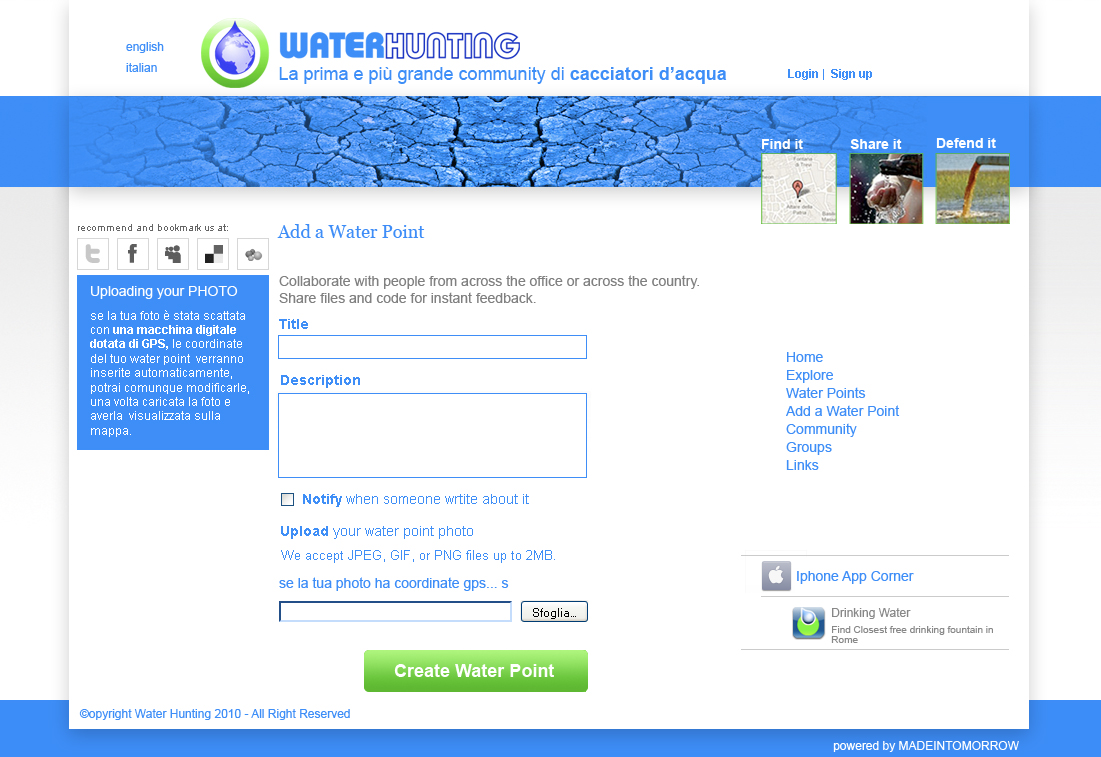 english
italian
WATERHUNTING
La prima e più grande community di cacciatori d'acqua
Login | Sign up
Find it
Share it
Defend it
recommend and bookmark us at:
Uploading your PHOTO
se la tua foto è stata scattata
con una macchina digitale
dotata di GPS, le coordinate
del tuo water point verranno
inserite automaticamente,
potrai comunque modificarle,
una volta caricata la foto e
averla visualizzata sulla
mappa.
Add a Water Point
Collaborate with people from across the office or across the country.
Share files and code for instant feedback.
Title
Description
Notify when someone wrtite about it
Upload your water point photo
We accept JPEG, GIF, or PNG files up to 2MB.
se la tua photo ha coordinate gps... s
Sfoglia...
Create Water Point
Home
Explore
Water Points
Add a Water Point
Community
Groups
Links
Iphone App Corner
Drinking Water
Find Closest free drinking fountain in
Rome
©opyright Water Hunting 2010 - All Right Reserved
powered by MADEINTOMORROW